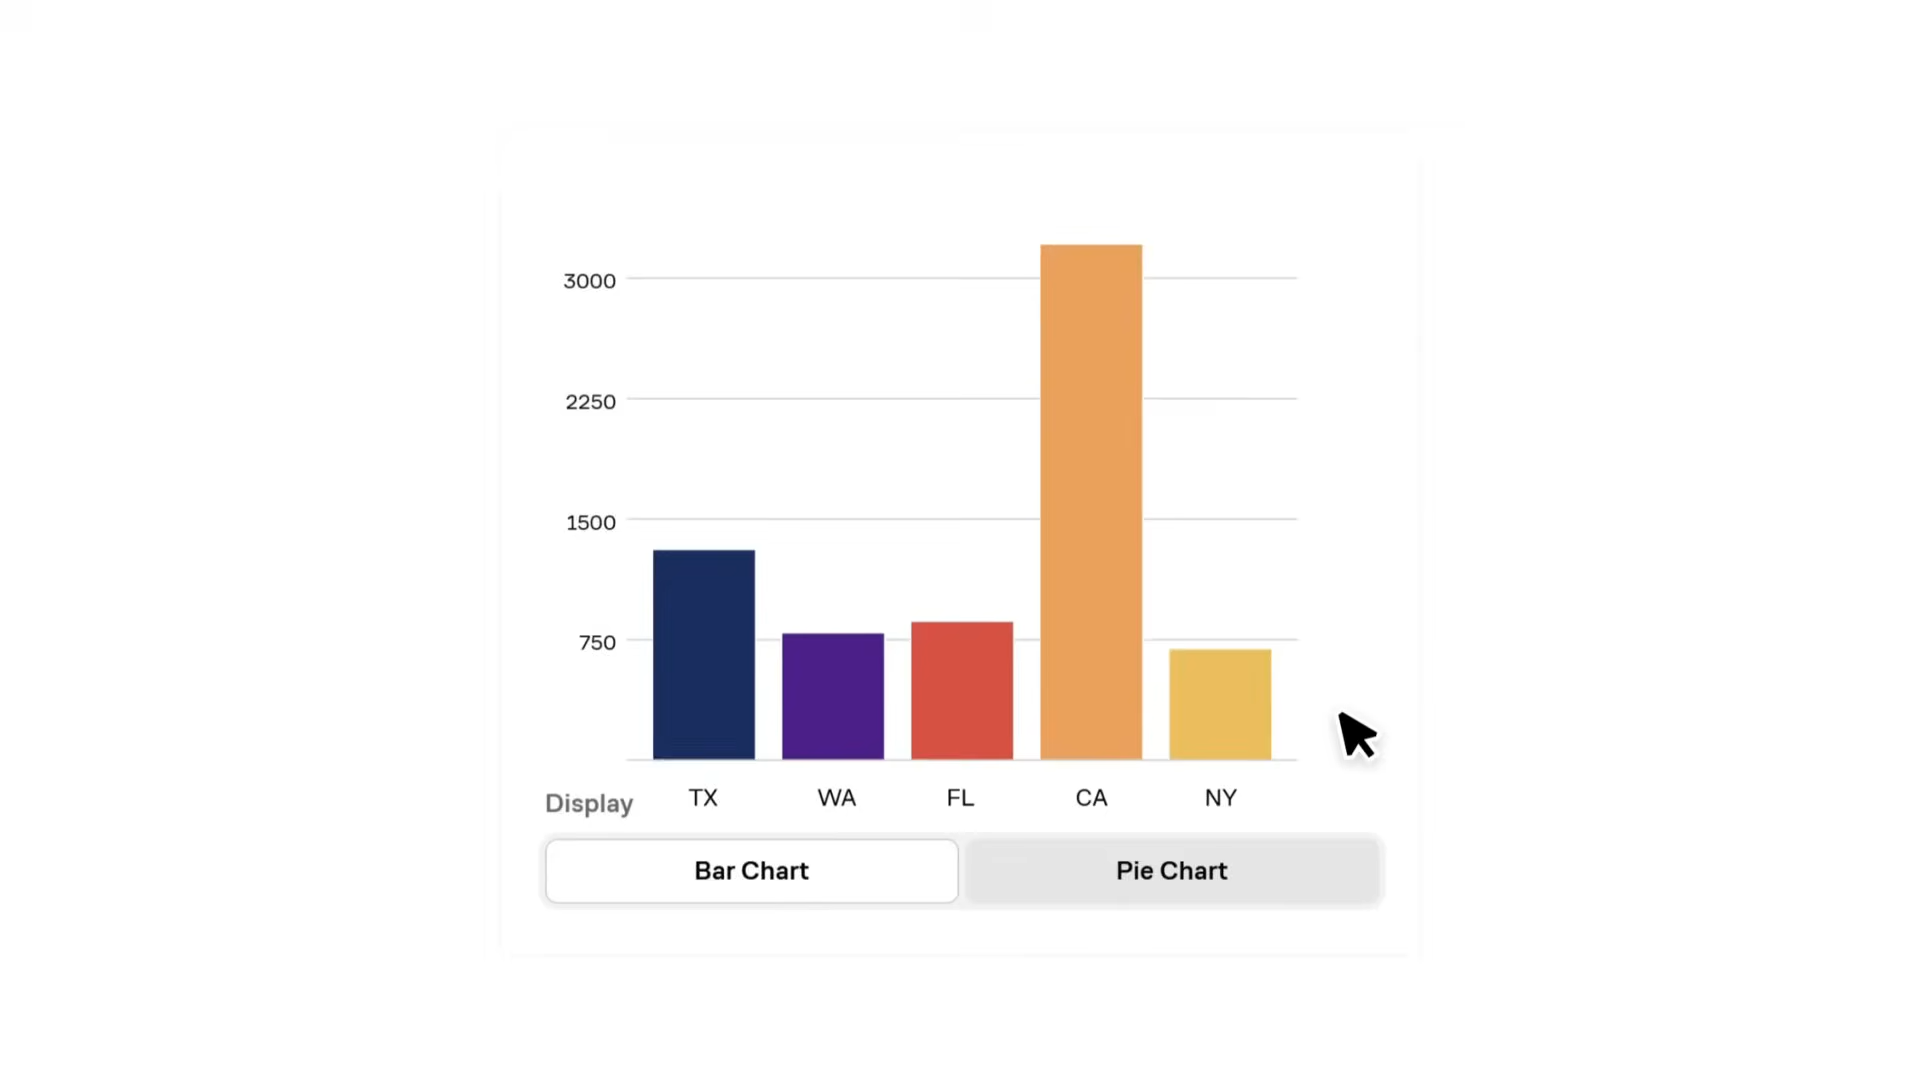 3000
2250
1500
750
TX WA FL CA NY
Display
Bar Chart Pie Chart